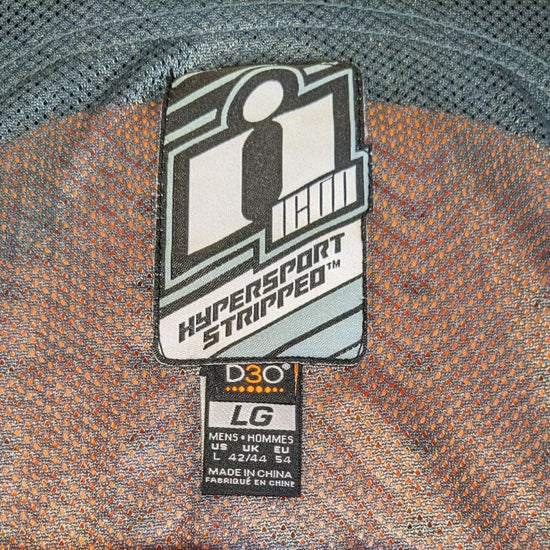 ICON
HYPERSPORT
STRIPPED™
D3O®
LG
MENS • HOMMES
US UK EU
L 42/44 54
MADE IN CHINA
FABRIQUÉ EN CHINE